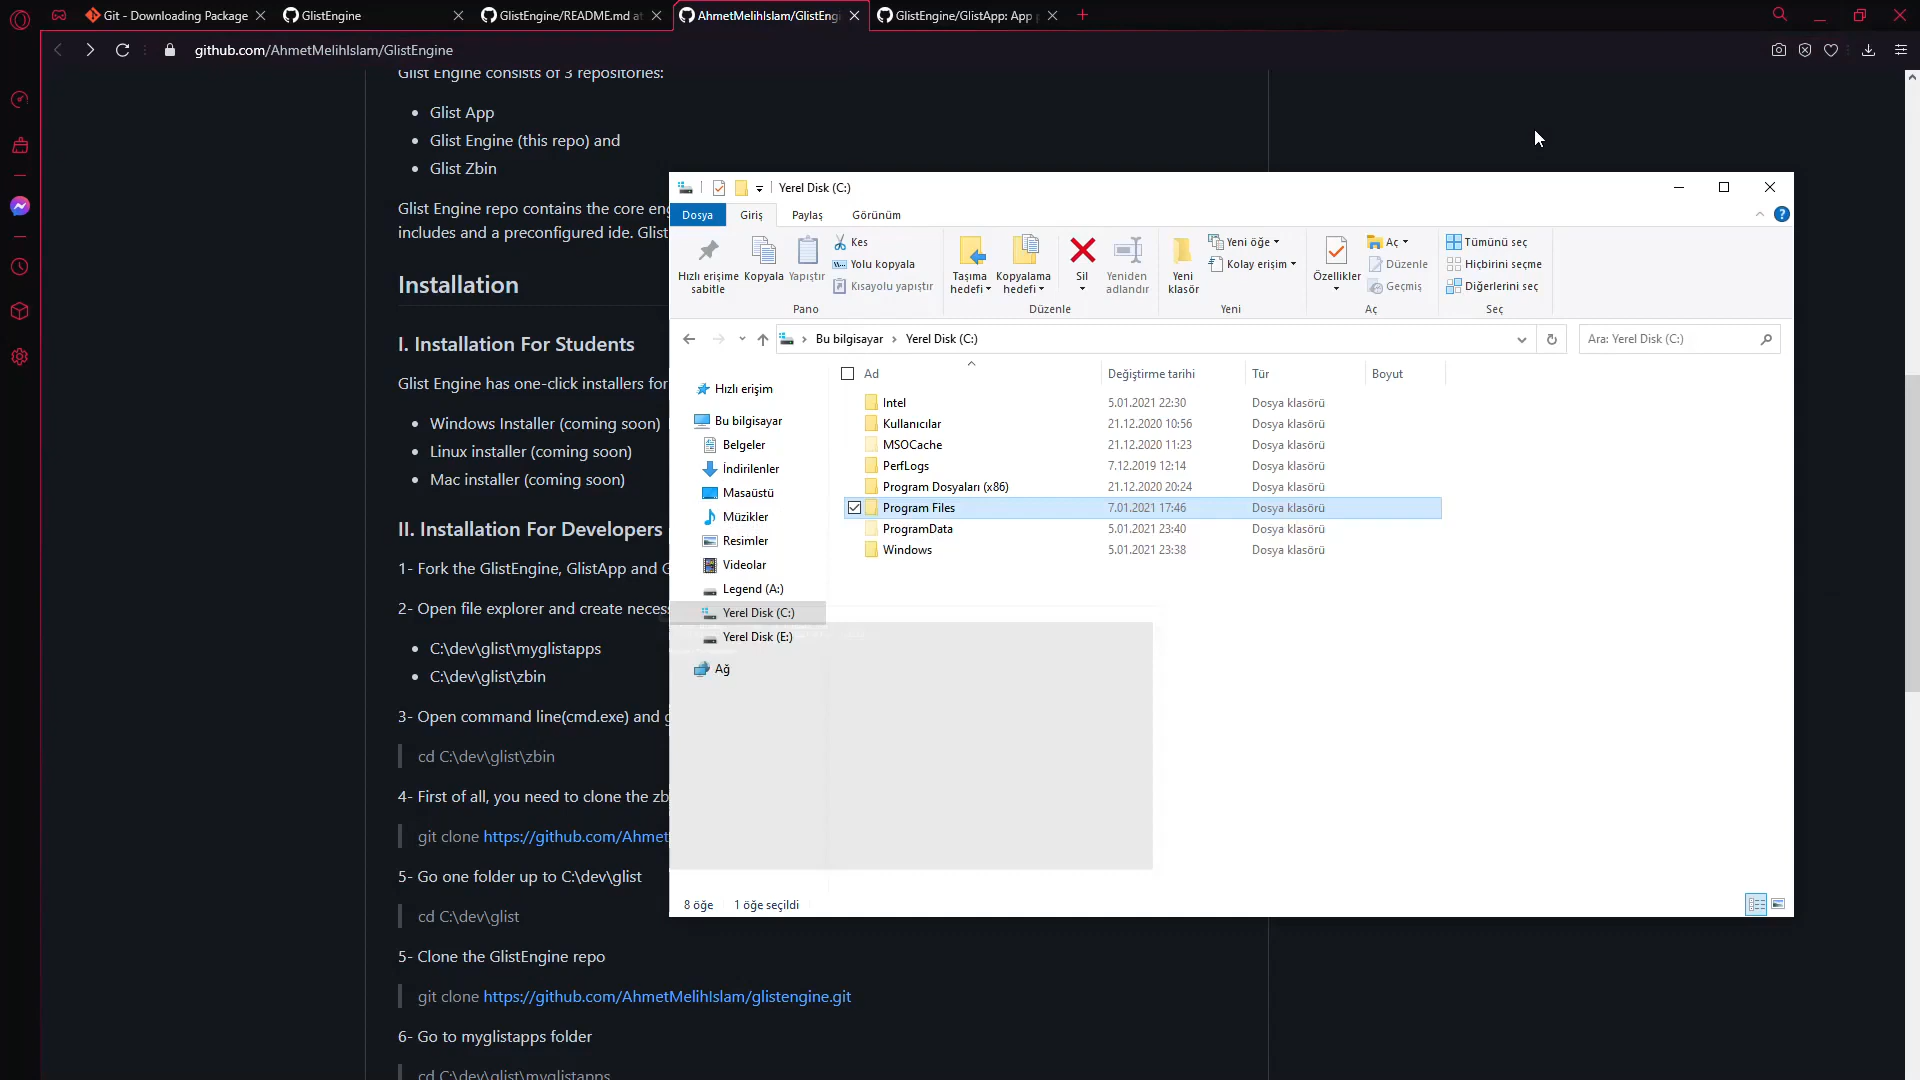 Git - Downloading Package
GlistEngine
GlistEngine/README.md at
AhmetMelihIslam/GlistEng
GlistEngine/GlistApp: App p
github.com/AhmetMelihIslam/GlistEngine
Glist Engine consists of 3 repositories:
Glist App
Glist Engine (this repo) and
Glist Zbin
Glist Engine repo contains the core eng
includes and a preconfigured ide. Glist
Installation
I. Installation For Students
Glist Engine has one-click installers for
Windows Installer (coming soon)
Linux installer (coming soon)
Mac installer (coming soon)
II. Installation For Developers
1- Fork the GlistEngine, GlistApp and G
2- Open file explorer and create necess
C:\dev\glist\myglistapps
C:\dev\glist\zbin
3- Open command line(cmd.exe) and g
cd C:\dev\glist\zbin
4- First of all, you need to clone the zb
git clone https://github.com/Ahmet
5- Go one folder up to C:\dev\glist
cd C:\dev\glist
5- Clone the GlistEngine repo
git clone https://github.com/AhmetMelihIslam/glistengine.git
6- Go to myglistapps folder
cd C:\dev\glist\myglistapps
Yerel Disk (C:)
Dosya Giriş Paylaş Görünüm
Hızlı erişime sabitle
Kopyala
Yapıştır
Kes
Yolu kopyala
Kısayolu yapıştır
Pano
Taşıma hedefi
Kopyalama hedefi
Sil
Yeniden adlandır
Düzenle
Yeni klasör
Yeni öğe
Kolay erişim
Yeni
Özellikler
Aç
Düzenle
Geçmiş
Aç
Tümünü seç
Hiçbirini seçme
Diğerlerini seç
Seç
Bu bilgisayar › Yerel Disk (C:)
Ara: Yerel Disk (C:)
Hızlı erişim
Bu bilgisayar
Belgeler
İndirilenler
Masaüstü
Müzikler
Resimler
Videolar
Legend (A:)
Yerel Disk (C:)
Yerel Disk (E:)
Ağ
Ad Değiştirme tarihi Tür Boyut
Intel 5.01.2021 22:30 Dosya klasörü
Kullanıcılar 21.12.2020 10:56 Dosya klasörü
MSOCache 21.12.2020 11:23 Dosya klasörü
PerfLogs 7.12.2019 12:14 Dosya klasörü
Program Dosyaları (x86) 21.12.2020 20:24 Dosya klasörü
Program Files 7.01.2021 17:46 Dosya klasörü
ProgramData 5.01.2021 23:40 Dosya klasörü
Windows 5.01.2021 23:38 Dosya klasörü
8 öğe 1 öğe seçildi